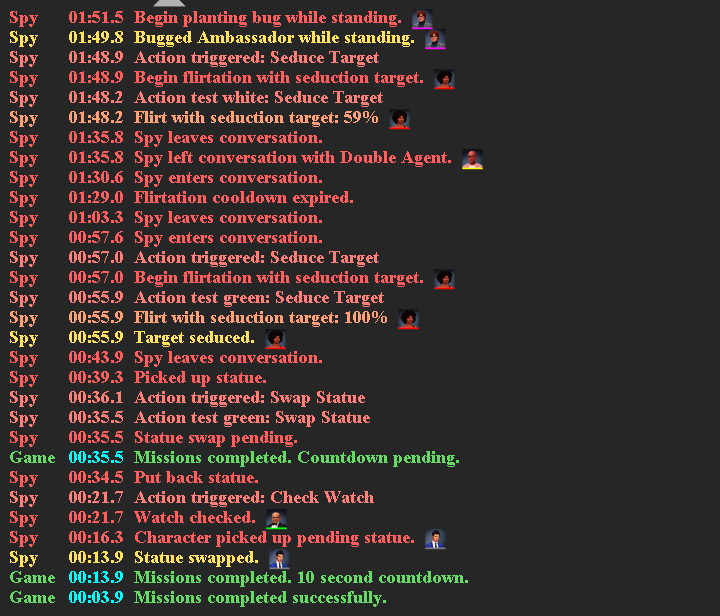 Spy 01:51.5 Begin planting bug while standing.
Spy 01:49.8 Bugged Ambassador while standing.
Spy 01:48.9 Action triggered: Seduce Target
Spy 01:48.9 Begin flirtation with seduction target.
Spy 01:48.2 Action test white: Seduce Target
Spy 01:48.2 Flirt with seduction target: 59%
Spy 01:35.8 Spy leaves conversation.
Spy 01:35.8 Spy left conversation with Double Agent.
Spy 01:30.6 Spy enters conversation.
Spy 01:29.0 Flirtation cooldown expired.
Spy 01:03.3 Spy leaves conversation.
Spy 00:57.6 Spy enters conversation.
Spy 00:57.0 Action triggered: Seduce Target
Spy 00:57.0 Begin flirtation with seduction target.
Spy 00:55.9 Action test green: Seduce Target
Spy 00:55.9 Flirt with seduction target: 100%
Spy 00:55.9 Target seduced.
Spy 00:43.9 Spy leaves conversation.
Spy 00:39.3 Picked up statue.
Spy 00:36.1 Action triggered: Swap Statue
Spy 00:35.5 Action test green: Swap Statue
Spy 00:35.5 Statue swap pending.
Game 00:35.5 Missions completed. Countdown pending.
Spy 00:34.5 Put back statue.
Spy 00:21.7 Action triggered: Check Watch
Spy 00:21.7 Watch checked.
Spy 00:16.3 Character picked up pending statue.
Spy 00:13.9 Statue swapped.
Game 00:13.9 Missions completed. 10 second countdown.
Game 00:03.9 Missions completed successfully.